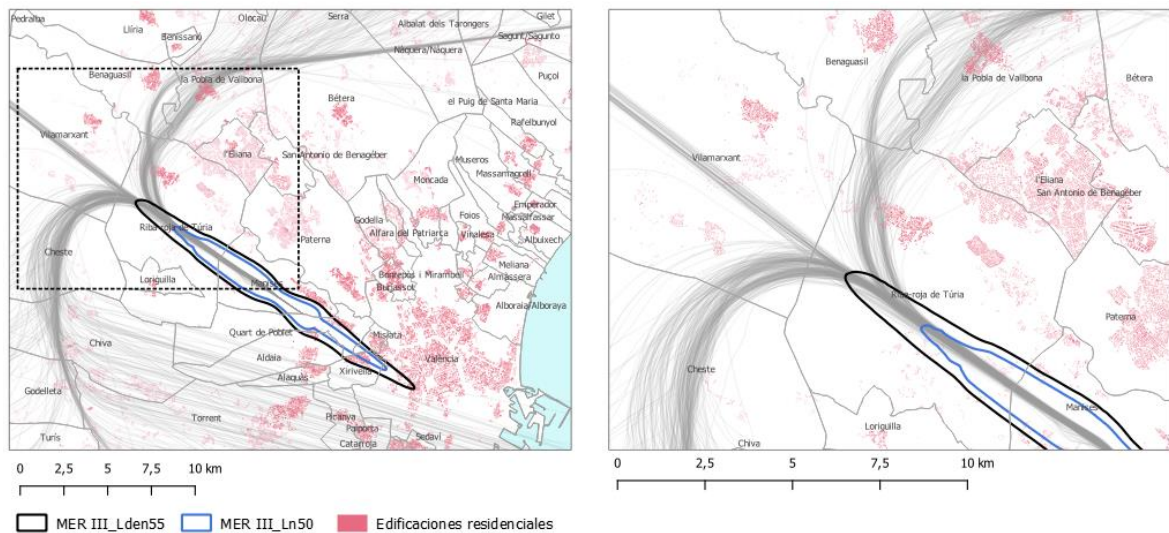 Pedralba
Olocau
Serra
Gilet
Llíria
Albalat dels Tarongers
Benissanó
Sagunt/Sagunto
Náquera/Nàquera
Benaguasil
la Pobla de Vallbona
Puçol
Bétera
el Puig de Santa Maria
Rafelbunyol
Vilamarxant
l'Eliana
San Antonio de Benagéber
Museros
Moncada
Massamagrell
Emperador
Godella
Foios
Massalfassar
Riba-roja de Túria
Alfara del Patriarca
Vinalesa
Paterna
Albuixech
Cheste
Meliana
Loriguilla
Manises
Bonrepòs i Mirambell
Almàssera
Burjassot
Alboraia/Alboraya
Quart de Poblet
Mislata
Chiva
Aldaia
València
Xirivella
Alaquàs
Godelleta
Torrent
Picanya
Paiporta
Turís
Sedaví
Catarroja
0 2,5 5 7,5 10 km
Benaguasil
la Pobla de Vallbona
Bétera
Vilamarxant
l'Eliana
San Antonio de Benagéber
Riba-roja de Túria
Paterna
Cheste
Manises
Loriguilla
Chiva
0 2,5 5 7,5 10 km
MER III_Lden55 MER III_Ln50 Edificaciones residenciales